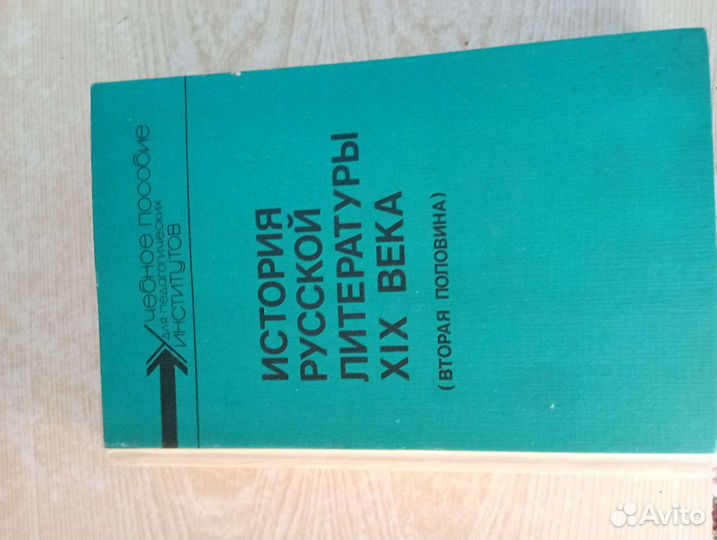 Учебное пособие
для педагогических
институтов
ИСТОРИЯ
РУССКОЙ
ЛИТЕРАТУРЫ
XIX ВЕКА
(ВТОРАЯ ПОЛОВИНА)
Avito